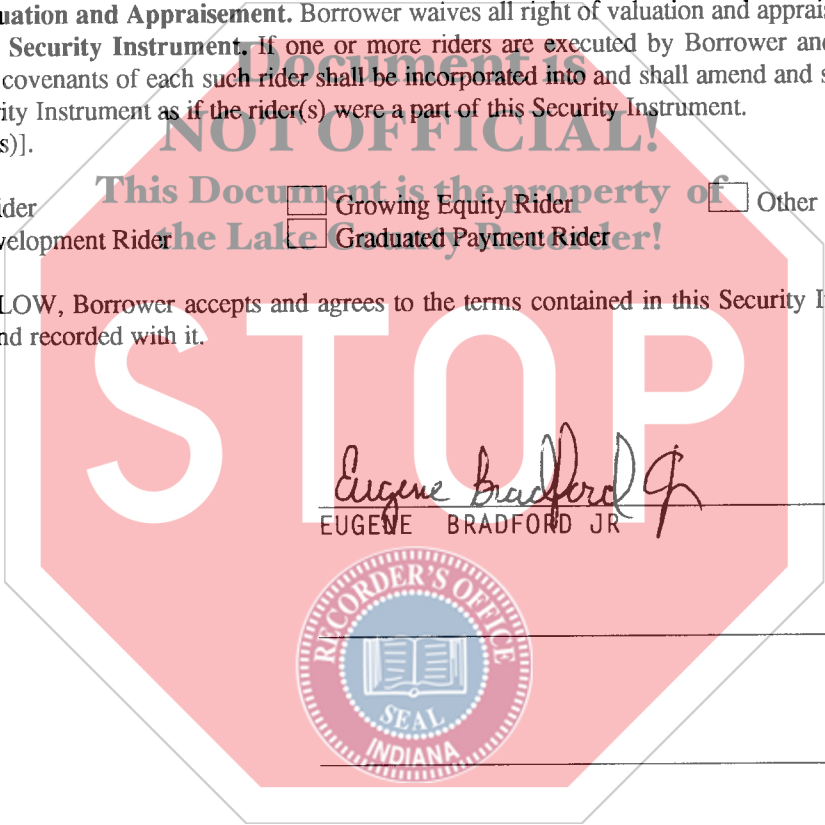 uation and Appraisement. Borrower waives all right of valuation and apprai
Security Instrument. If one or more riders are executed by Borrower and
Document is
covenants of each such rider shall be incorporated into and shall amend and s
ity Instrument as if the rider(s) were a part of this Security Instrument.
NOT OFFICIAL!
s)].
This Document is the property of
ider Growing Equity Rider Other
velopment Rider Graduated Payment Rider
the Lake County Recorder!
LOW, Borrower accepts and agrees to the terms contained in this Security I
nd recorded with it.
STOP
Eugene Bradford Jr
EUGENE BRADFORD JR
RECORDER'S OFFICE
SEAL
INDIANA